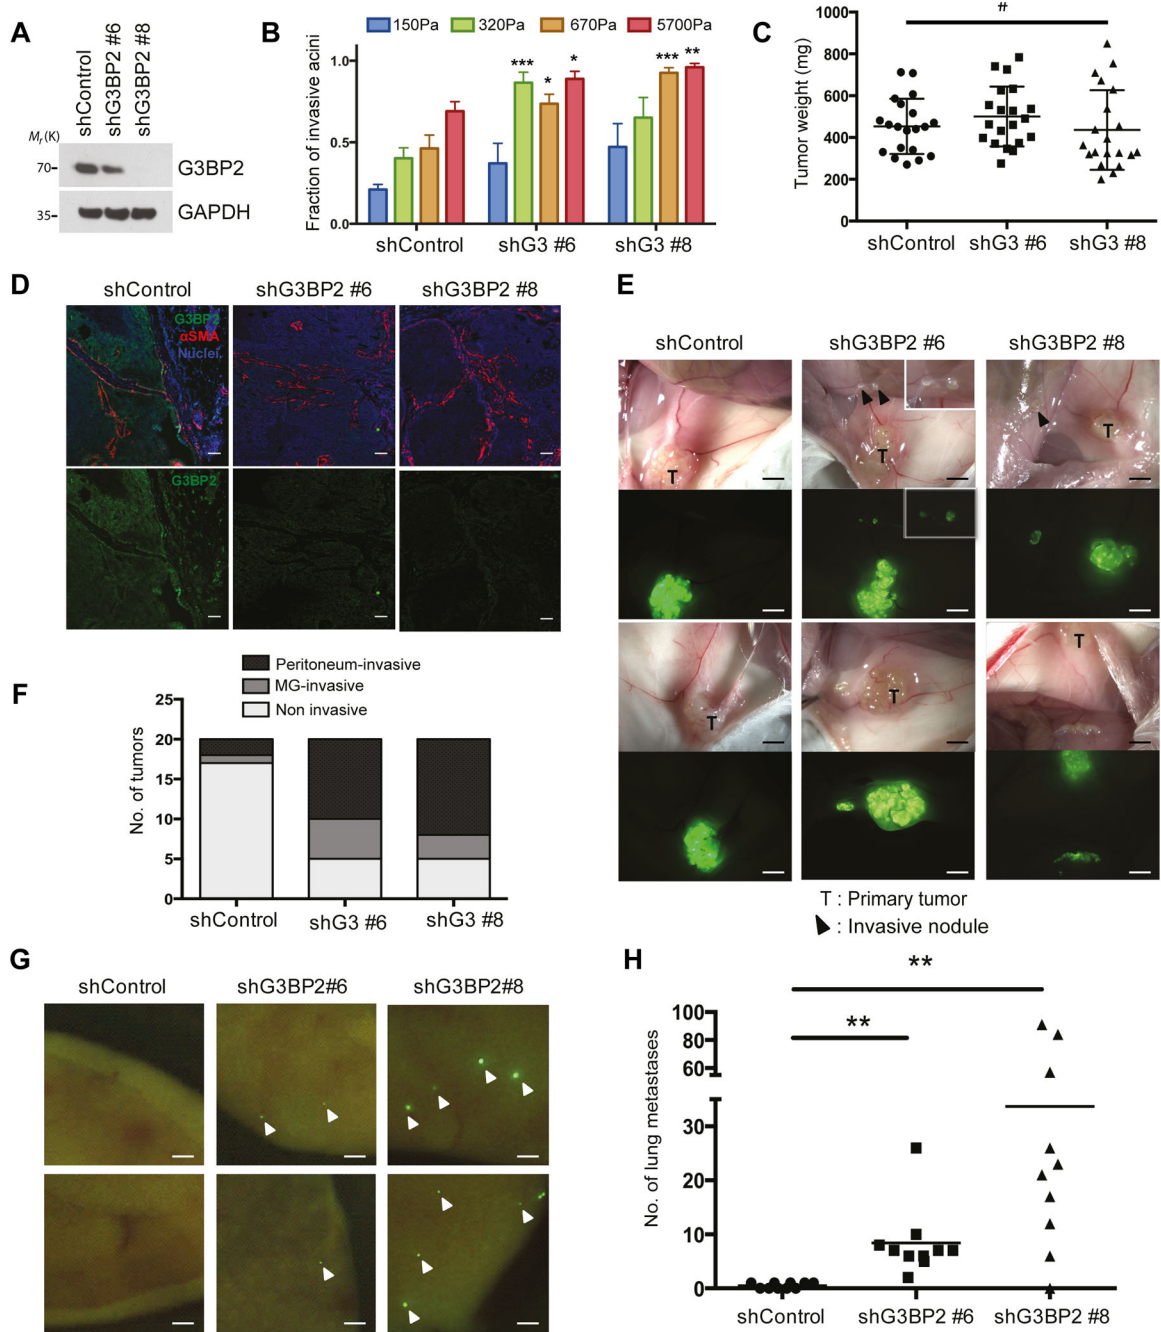 A
shControl
shG3BP2 #6
shG3BP2 #8
Mr(K)
70-
G3BP2
35-
GAPDH
B
150Pa
320Pa
670Pa
5700Pa
Fraction of invasive acini
1.0
0.5
0.0
***
*
*
***
**
shControl
shG3 #6
shG3 #8
C
Tumor weight (mg)
1000
800
600
400
200
0
#
shControl
shG3 #6
shG3 #8
D
shControl
shG3BP2 #6
shG3BP2 #8
G3BP2
αSMA
Nuclei
G3BP2
E
shControl
shG3BP2 #6
shG3BP2 #8
T
T
T
T
T
T
T : Primary tumor
: Invasive nodule
F
Peritoneum-invasive
MG-invasive
Non invasive
No. of tumors
25
20
15
10
5
0
shControl
shG3 #6
shG3 #8
G
shControl
shG3BP2#6
shG3BP2#8
H
**
**
No. of lung metastases
100
80
60
30
20
10
0
shControl
shG3BP2 #6
shG3BP2 #8